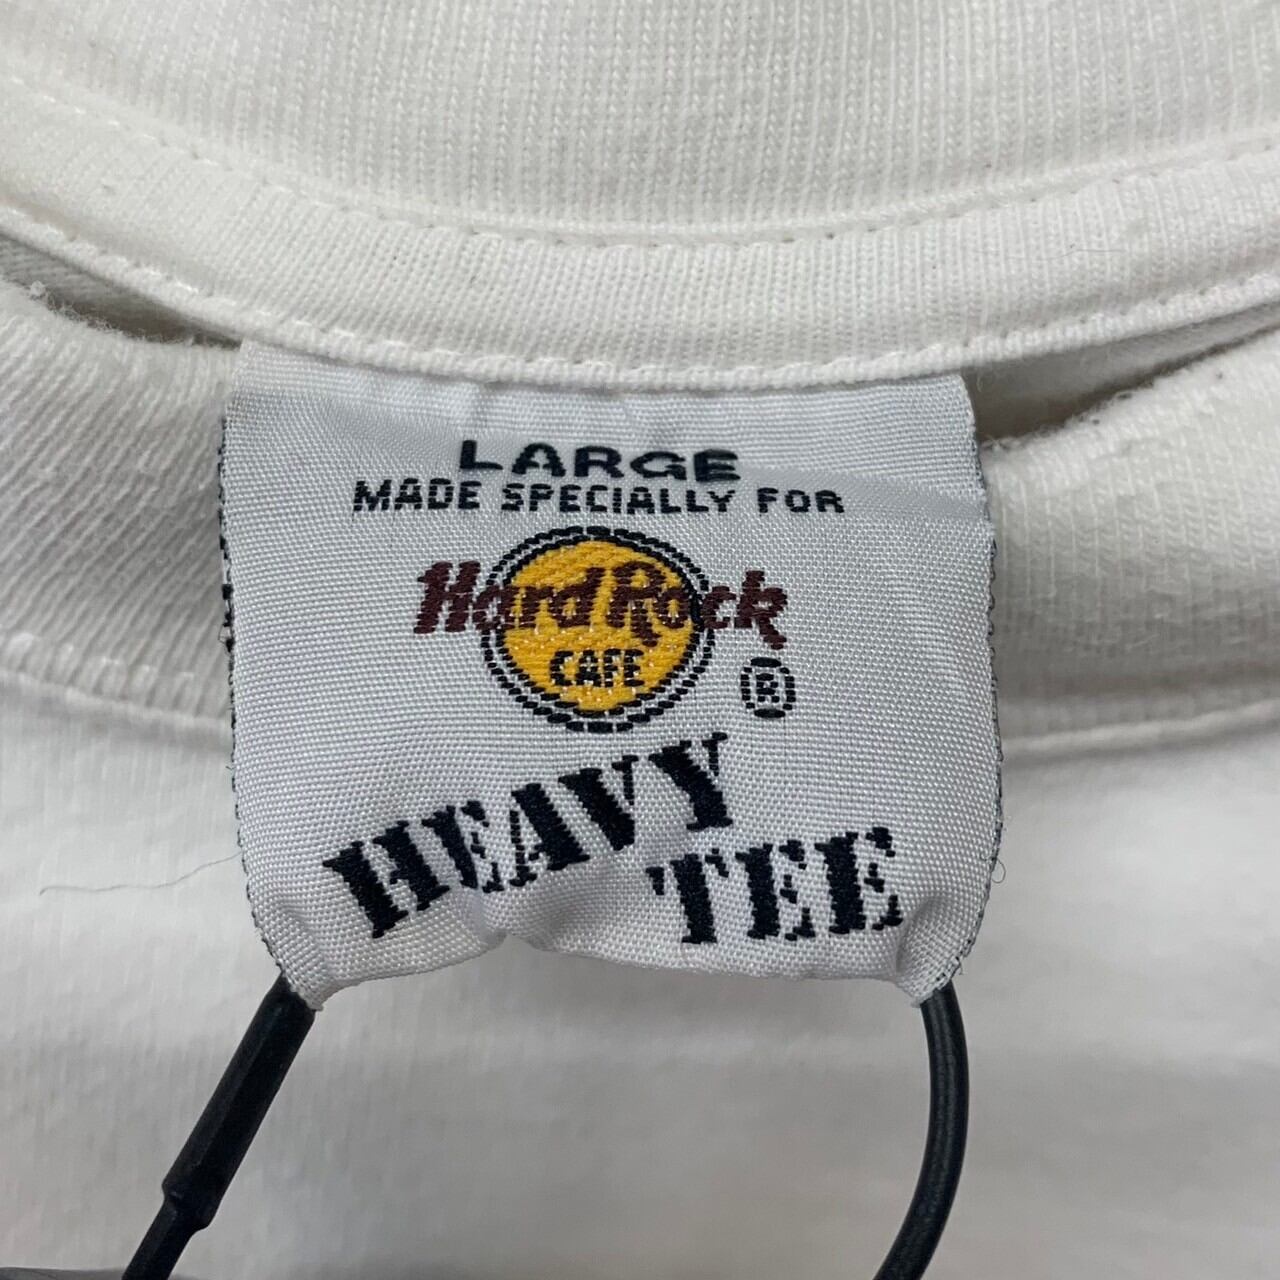 LARGE
MADE SPECIALLY FOR
Hard Rock
CAFE
®
HEAVY
TEE